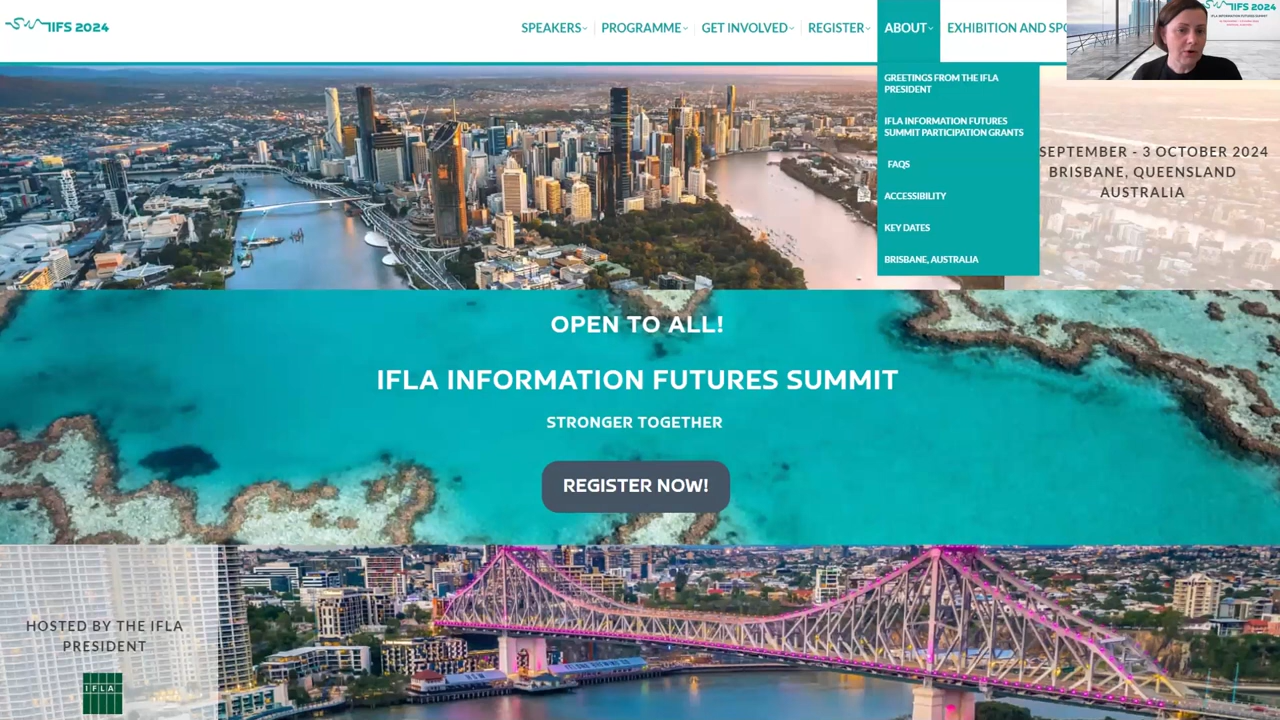 IIFS 2024
SPEAKERS
PROGRAMME
GET INVOLVED
REGISTER
ABOUT
EXHIBITION AND SPO
IIFS 2024
GREETINGS FROM THE IFLA
PRESIDENT
IFLA INFORMATION FUTURES
SUMMIT PARTICIPATION GRANTS
FAQS
ACCESSIBILITY
KEY DATES
BRISBANE, AUSTRALIA
SEPTEMBER - 3 OCTOBER 2024
BRISBANE, QUEENSLAND
AUSTRALIA
OPEN TO ALL!
IFLA INFORMATION FUTURES SUMMIT
STRONGER TOGETHER
REGISTER NOW!
HOSTED BY THE IFLA
PRESIDENT
IFLA